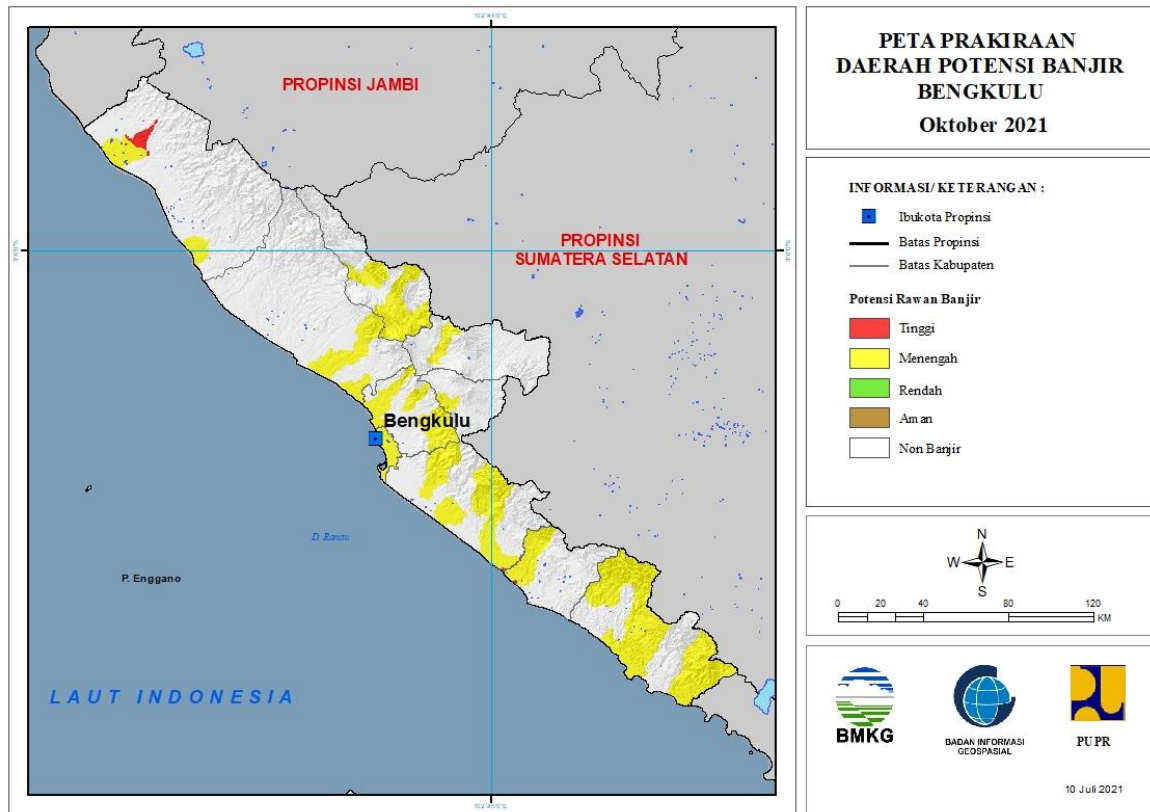 PETA PRAKIRAAN
DAERAH POTENSI BANJIR
BENGKULU
Oktober 2021
PROPINSI JAMBI
PROPINSI
SUMATERA SELATAN
Bengkulu
D. Ranau
P. Enggano
LAUT INDONESIA
INFORMASI/ KETERANGAN :
Ibukota Propinsi
Batas Propinsi
Batas Kabupaten
Potensi Rawan Banjir
Tinggi
Menengah
Rendah
Aman
Non Banjir
N
W E
S
0 20 40 80 120
KM
BMKG
BADAN INFORMASI
GEOSPASIAL
PUPR
10 Juli 2021